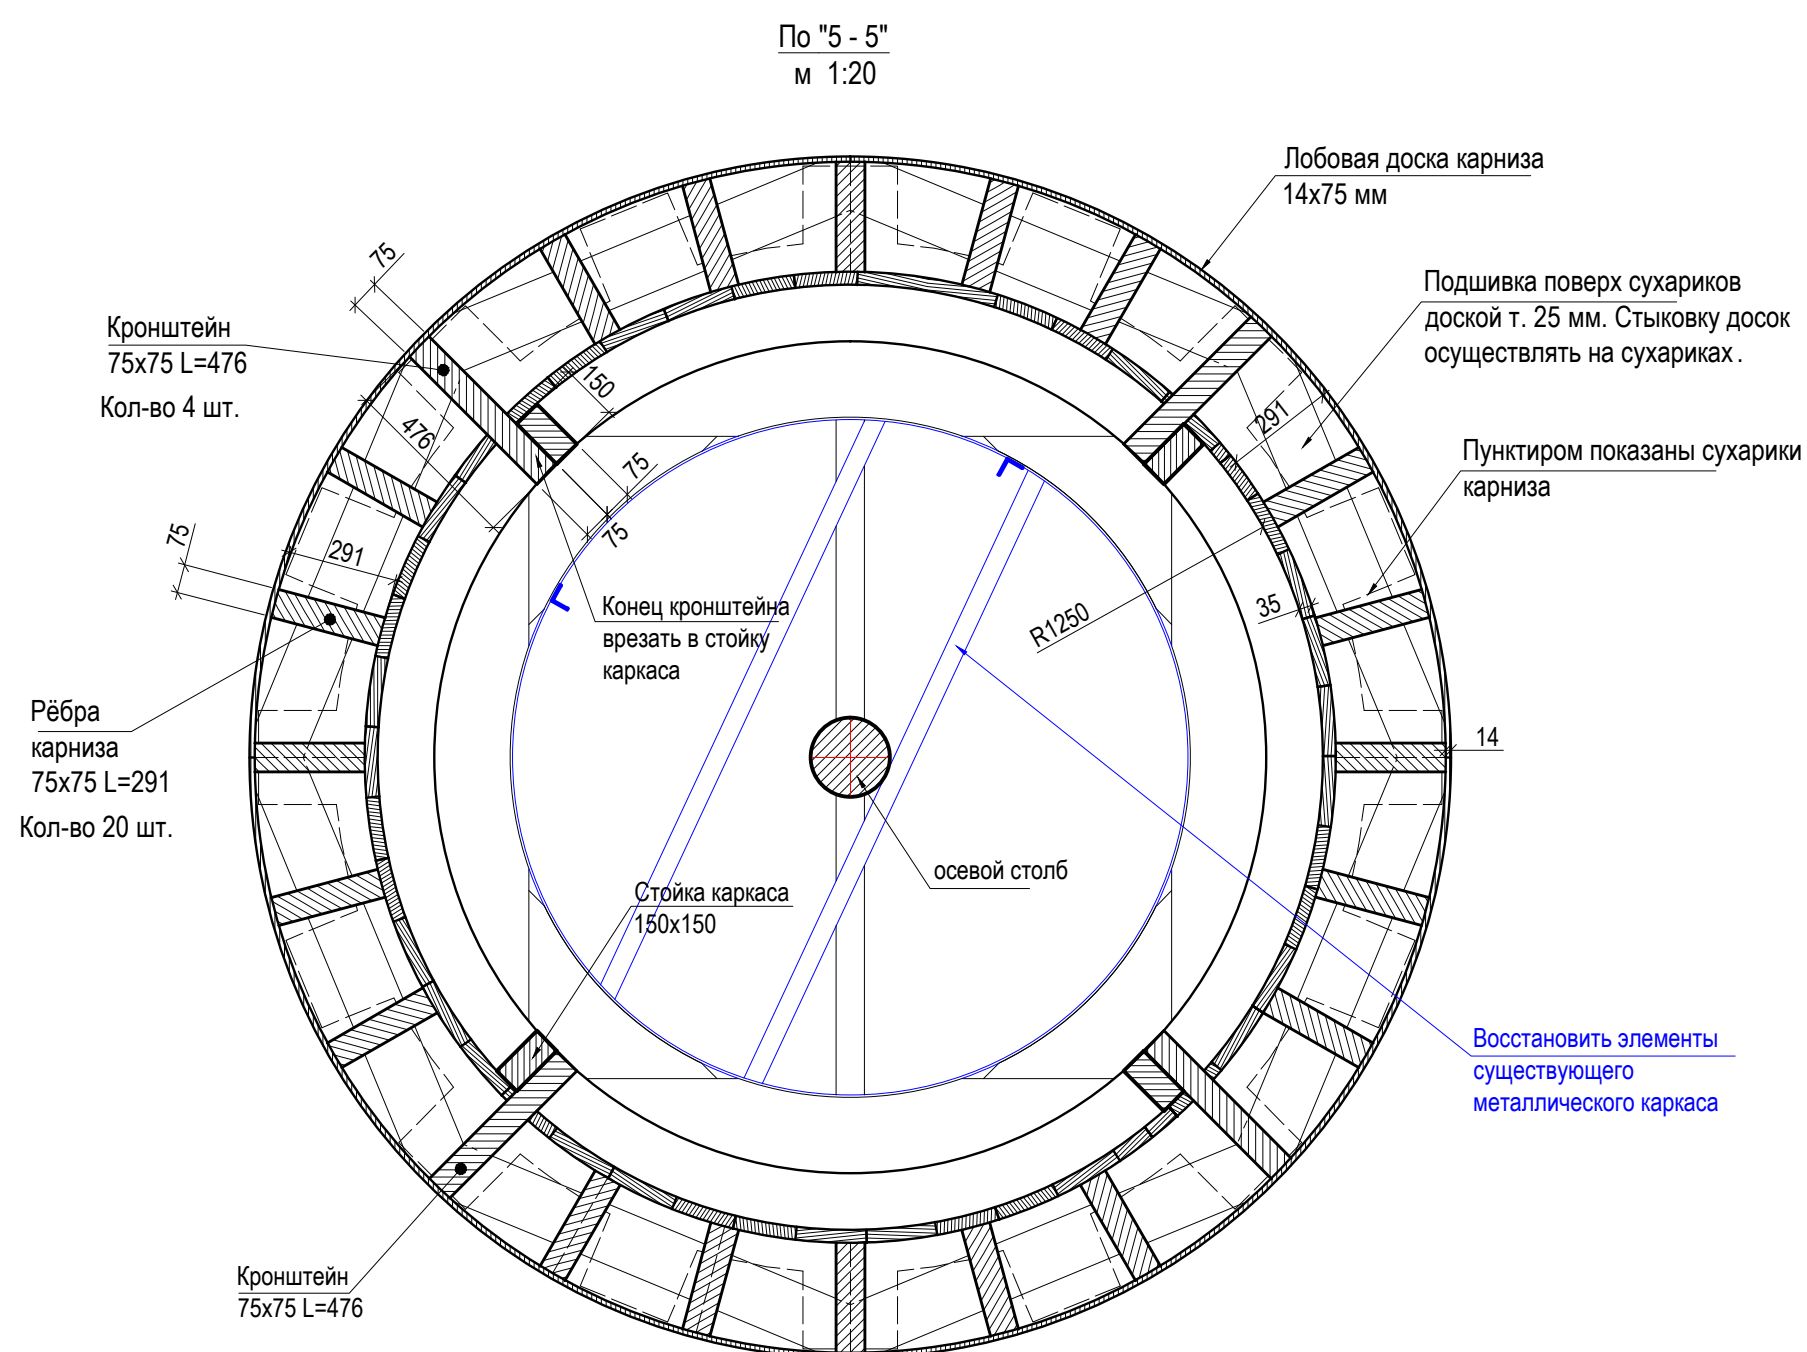 По "5 - 5"
м 1:20
Лобовая доска карниза
14х75 мм
Подшивка поверх сухариков
доской т. 25 мм. Стыковку досок
осуществлять на сухариках.
Пунктиром показаны сухарики
карниза
Кронштейн
75х75 L=476
Кол-во 4 шт.
75
150
476
291
75
75
291
75
35
R1250
14
Конец кронштейна
врезать в стойку
каркаса
Рёбра
карниза
75х75 L=291
Кол-во 20 шт.
осевой столб
Стойка каркаса
150х150
Восстановить элементы
существующего
металлического каркаса
Кронштейн
75х75 L=476